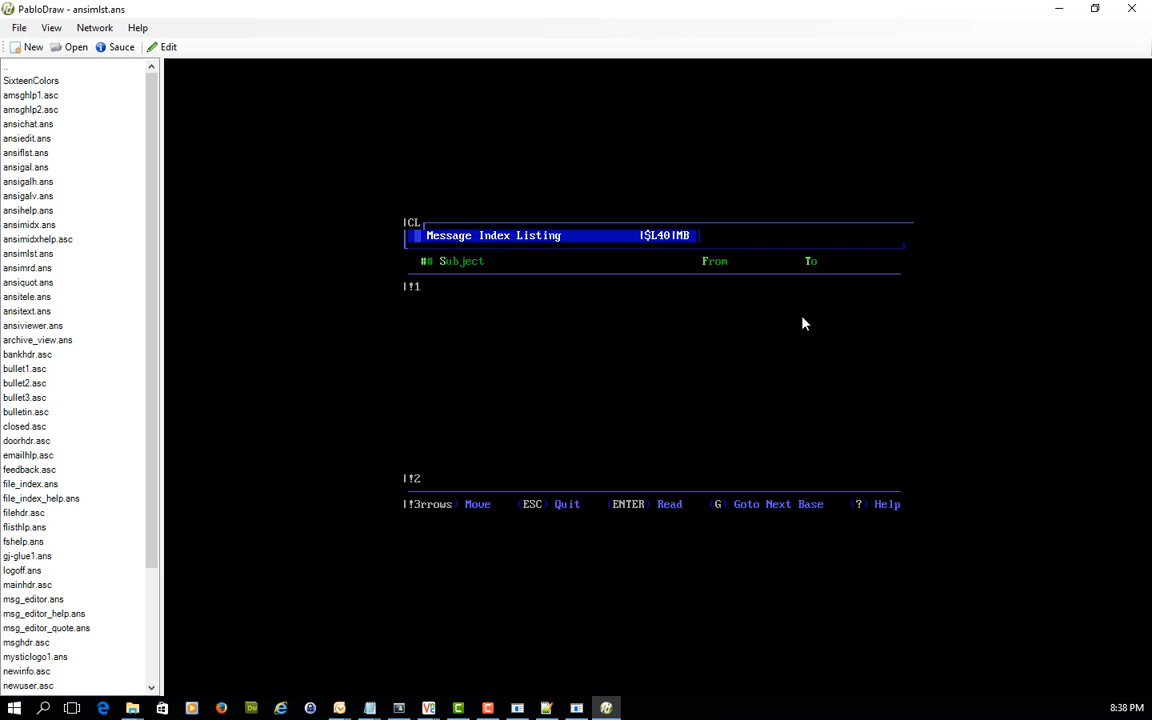 PabloDraw - ansimlst.ans
File View Network Help
New Open Sauce Edit
..
SixteenColors
amsghlp1.asc
amsghlp2.asc
ansichat.ans
ansiedit.ans
ansiflst.ans
ansigal.ans
ansigalh.ans
ansigalv.ans
ansihelp.ans
ansimidx.ans
ansimidxhelp.asc
ansimlst.ans
ansimrd.ans
ansiquot.ans
ansitele.ans
ansitext.ans
ansiviewer.ans
archive_view.ans
bankhdr.asc
bullet1.asc
bullet2.asc
bullet3.asc
bulletin.asc
closed.asc
doorhdr.asc
emailhlp.asc
feedback.asc
file_index.ans
file_index_help.ans
filehdr.asc
flisthlp.ans
fshelp.ans
gj-glue1.ans
logoff.ans
mainhdr.asc
msg_editor.ans
msg_editor_help.ans
msg_editor_quote.ans
msghdr.asc
mysticlogo1.ans
newinfo.asc
newuser.asc
|CL
Message Index Listing |$L40|MB
## Subject From To
|!1
|!2
|!3rrows) Move (ESC) Quit (ENTER) Read (G) Goto Next Base (?) Help
8:38 PM